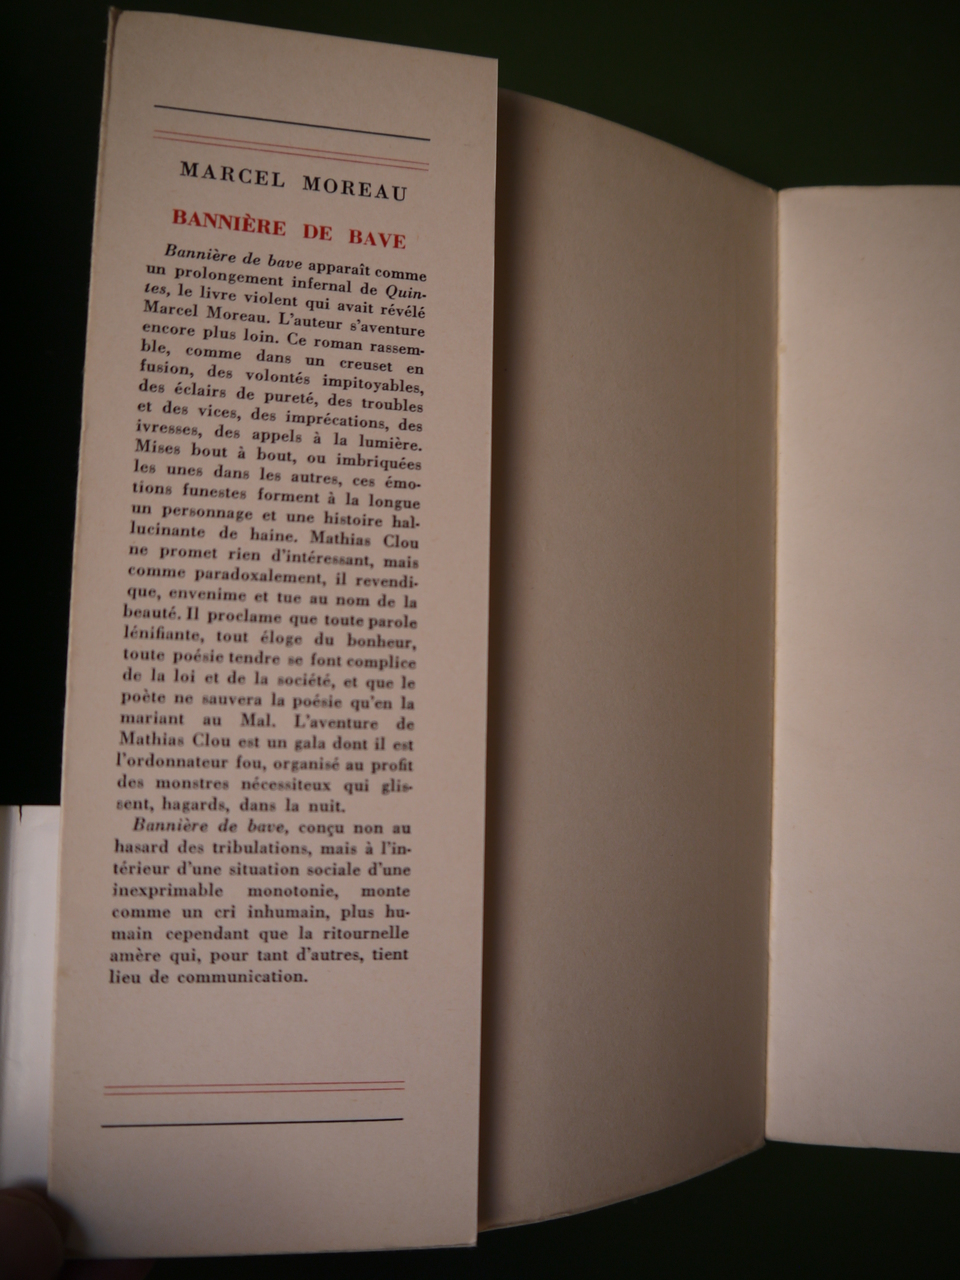 MARCEL MOREAU
BANNIÈRE DE BAVE
Bannière de bave apparaît comme
un prolongement infernal de Quin-
tes, le livre violent qui avait révélé
Marcel Moreau. L'auteur s'aventure
encore plus loin. Ce roman rassem-
ble, comme dans un creuset en
fusion, des volontés impitoyables,
des éclairs de pureté, des troubles
et des vices, des imprécations, des
ivresses, des appels à la lumière.
Mises bout à bout, ou imbriquées
les unes dans les autres, ces émo-
tions funestes forment à la longue
un personnage et une histoire hal-
lucinante de haine. Mathias Clou
ne promet rien d'intéressant, mais
comme paradoxalement, il revendi-
que, envenime et tue au nom de la
beauté. Il proclame que toute parole
lénifiante, tout éloge du bonheur,
toute poésie tendre se font complice
de la loi et de la société, et que le
poète ne sauvera la poésie qu'en la
mariant au Mal. L'aventure de
Mathias Clou est un gala dont il est
l'ordonnateur fou, organisé au profit
des monstres nécessiteux qui glis-
sent, hagards, dans la nuit.
Bannière de bave, conçu non au
hasard des tribulations, mais à l'in-
térieur d'une situation sociale d'une
inexprimable monotonie, monte
comme un cri inhumain, plus hu-
main cependant que la ritournelle
amère qui, pour tant d'autres, tient
lieu de communication.